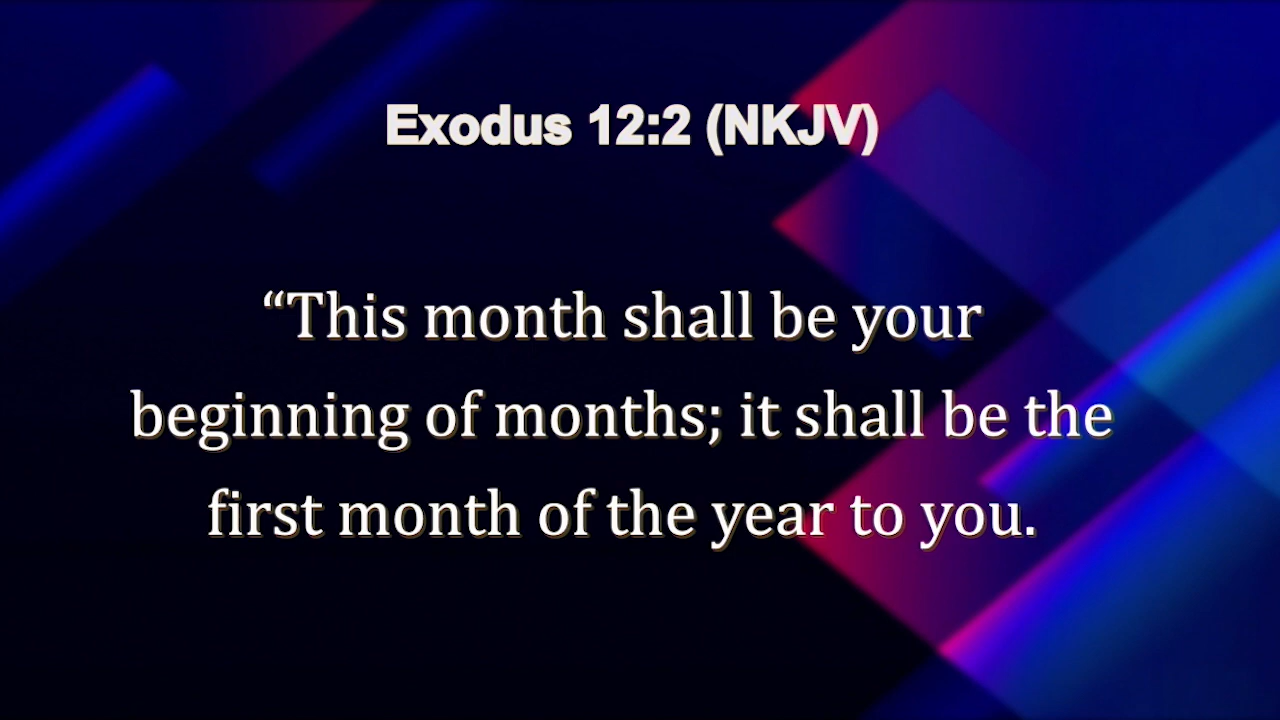 Exodus 12:2 (NKJV)
“This month shall be your
beginning of months; it shall be the
first month of the year to you.